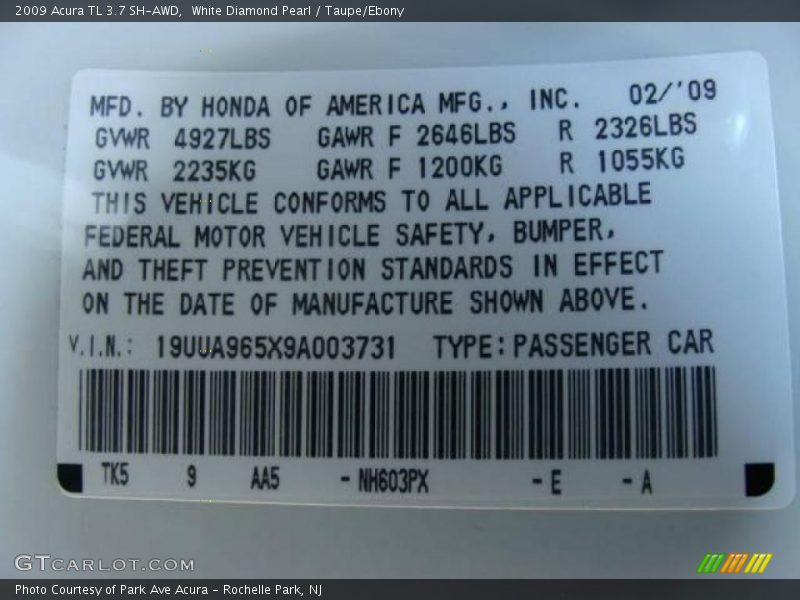 2009 Acura TL 3.7 SH-AWD,  White Diamond Pearl / Taupe/Ebony
MFD. BY HONDA OF AMERICA MFG., INC. 02/'09
GVWR 4927LBS GAWR F 2646LBS R 2326LBS
GVWR 2235KG GAWR F 1200KG R 1055KG
THIS VEHICLE CONFORMS TO ALL APPLICABLE
FEDERAL MOTOR VEHICLE SAFETY, BUMPER,
AND THEFT PREVENTION STANDARDS IN EFFECT
ON THE DATE OF MANUFACTURE SHOWN ABOVE.
V.I.N.: 19UUA965X9A003731 TYPE:PASSENGER CAR
TK5 9 AA5 -NH603PX -E -A
GTCARLOT.COM
Photo Courtesy of Park Ave Acura - Rochelle Park, NJ